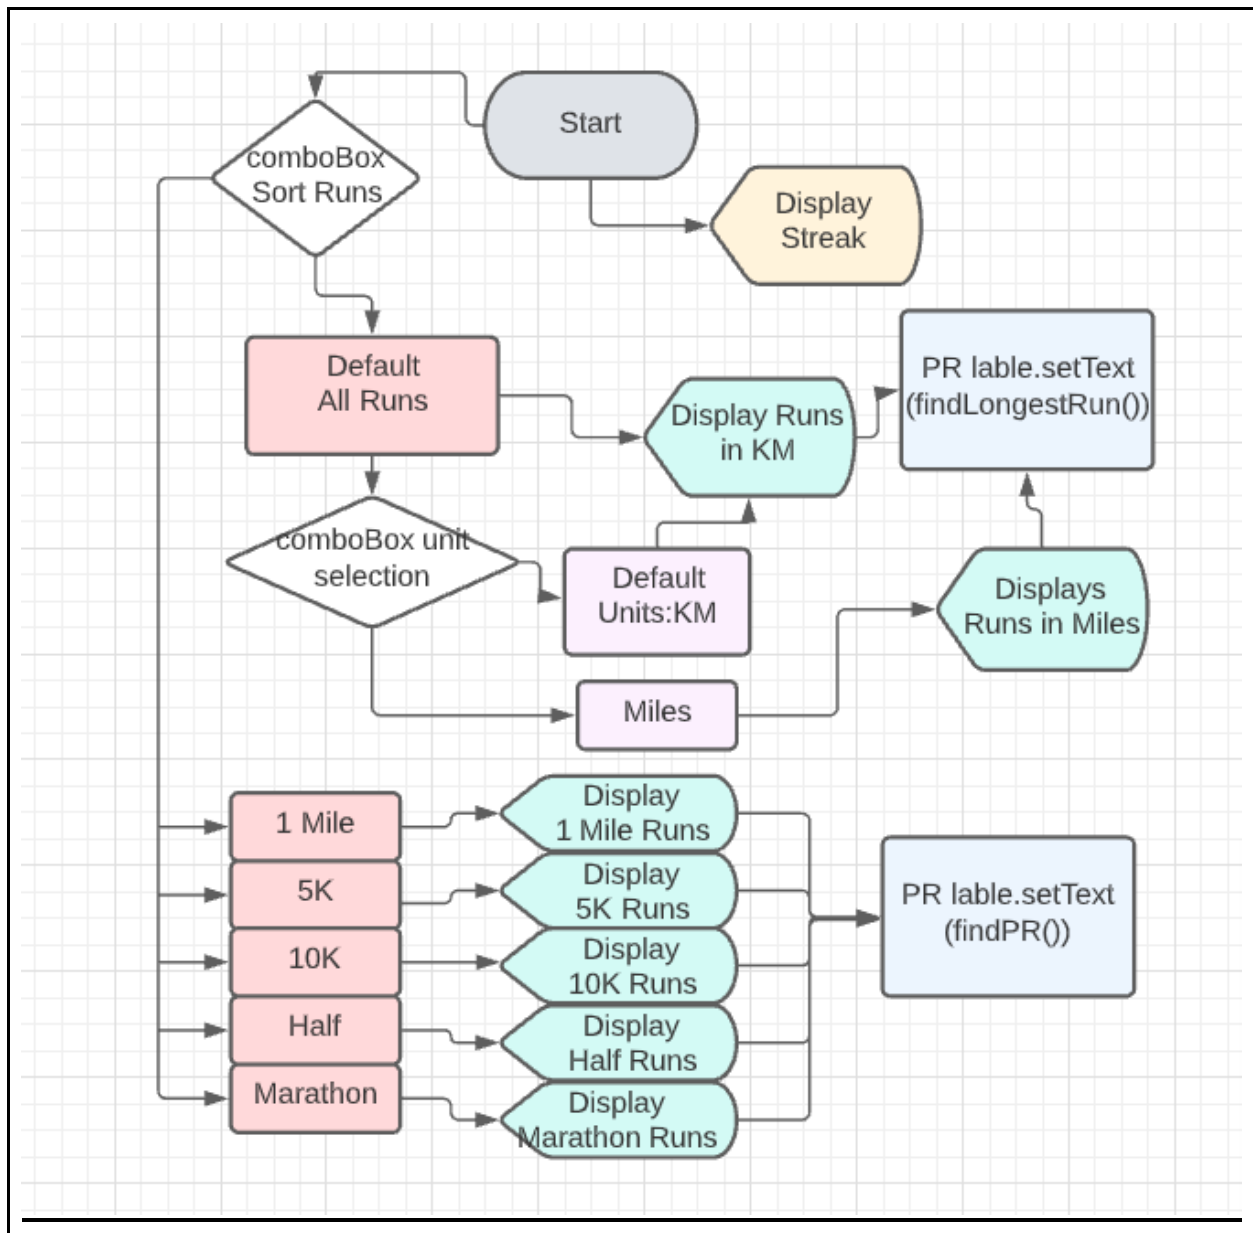 Start
comboBox
Sort Runs
Display
Streak
Default
All Runs
Display Runs
in KM
PR lable.setText
(findLongestRun())
comboBox unit
selection
Default
Units:KM
Displays
Runs in Miles
Miles
1 Mile
Display
1 Mile Runs
5K
Display
5K Runs
10K
Display
10K Runs
Half
Display
Half Runs
Marathon
Display
Marathon Runs
PR lable.setText
(findPR())